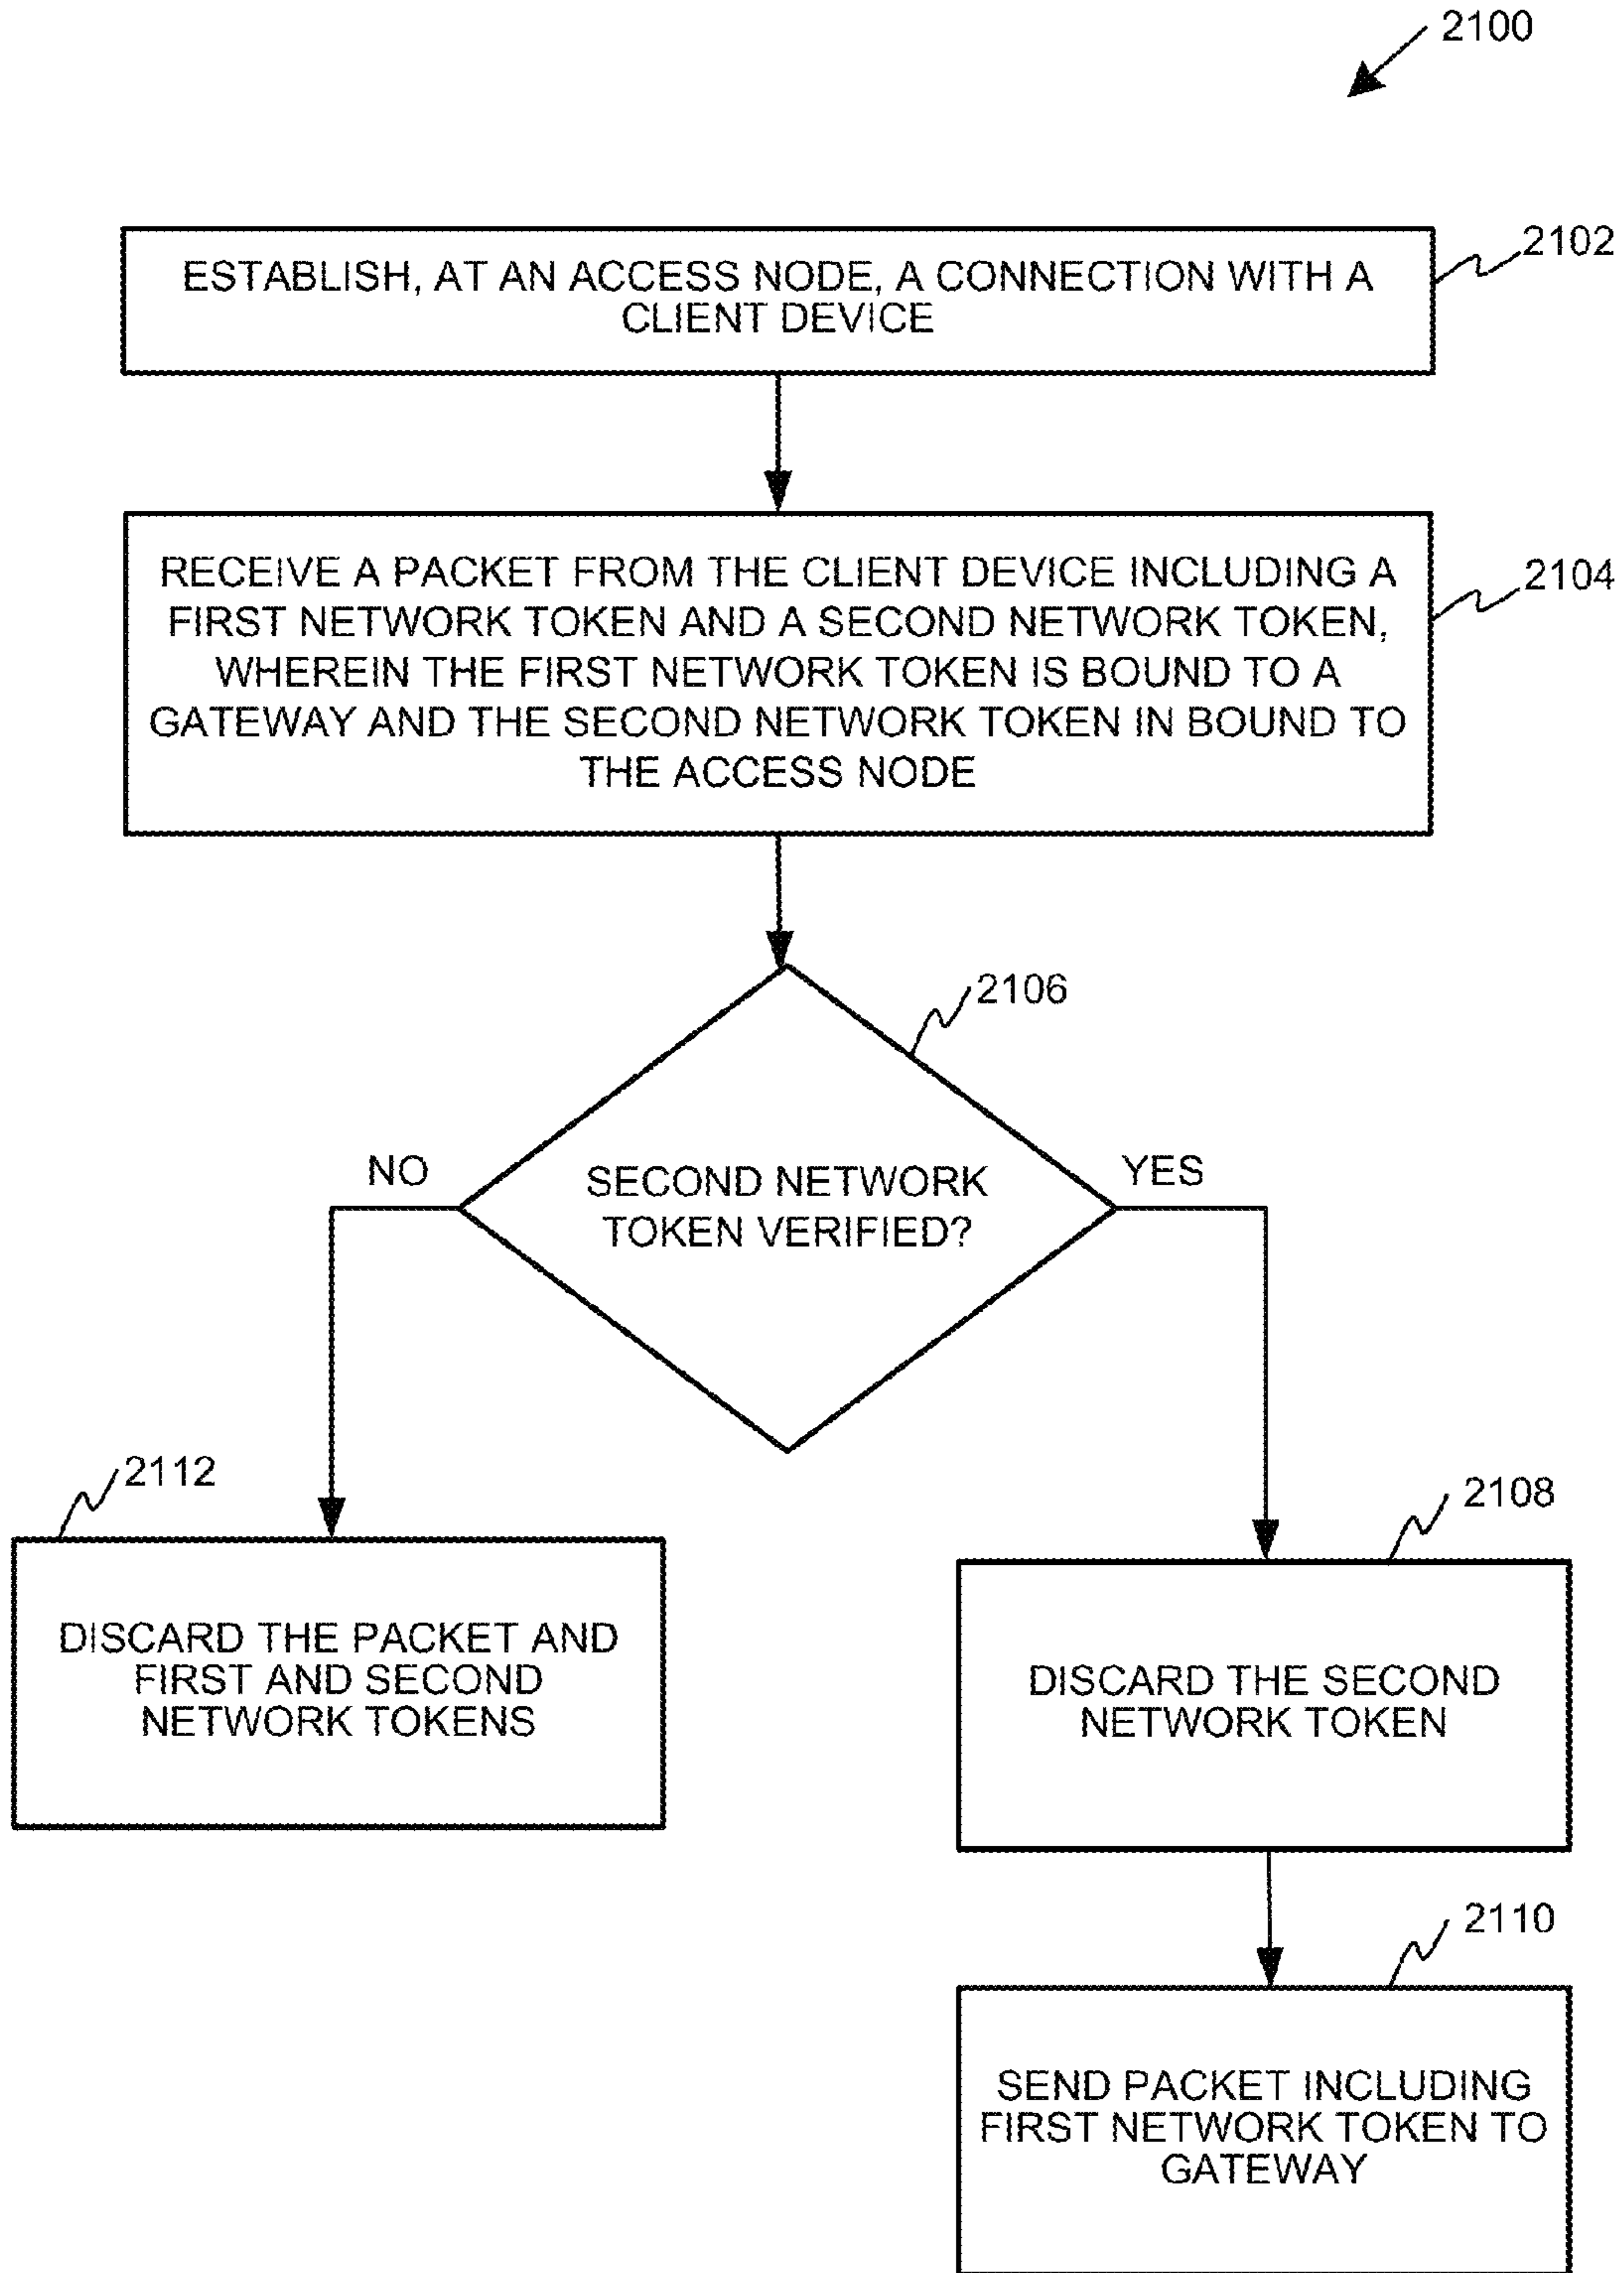 2100
ESTABLISH, AT AN ACCESS NODE, A CONNECTION WITH A
CLIENT DEVICE
2102
RECEIVE A PACKET FROM THE CLIENT DEVICE INCLUDING A
FIRST NETWORK TOKEN AND A SECOND NETWORK TOKEN,
WHEREIN THE FIRST NETWORK TOKEN IS BOUND TO A
GATEWAY AND THE SECOND NETWORK TOKEN IN BOUND TO
THE ACCESS NODE
2104
2106
NO
SECOND NETWORK
TOKEN VERIFIED?
YES
2112
DISCARD THE PACKET AND
FIRST AND SECOND
NETWORK TOKENS
2108
DISCARD THE SECOND
NETWORK TOKEN
2110
SEND PACKET INCLUDING
FIRST NETWORK TOKEN TO
GATEWAY